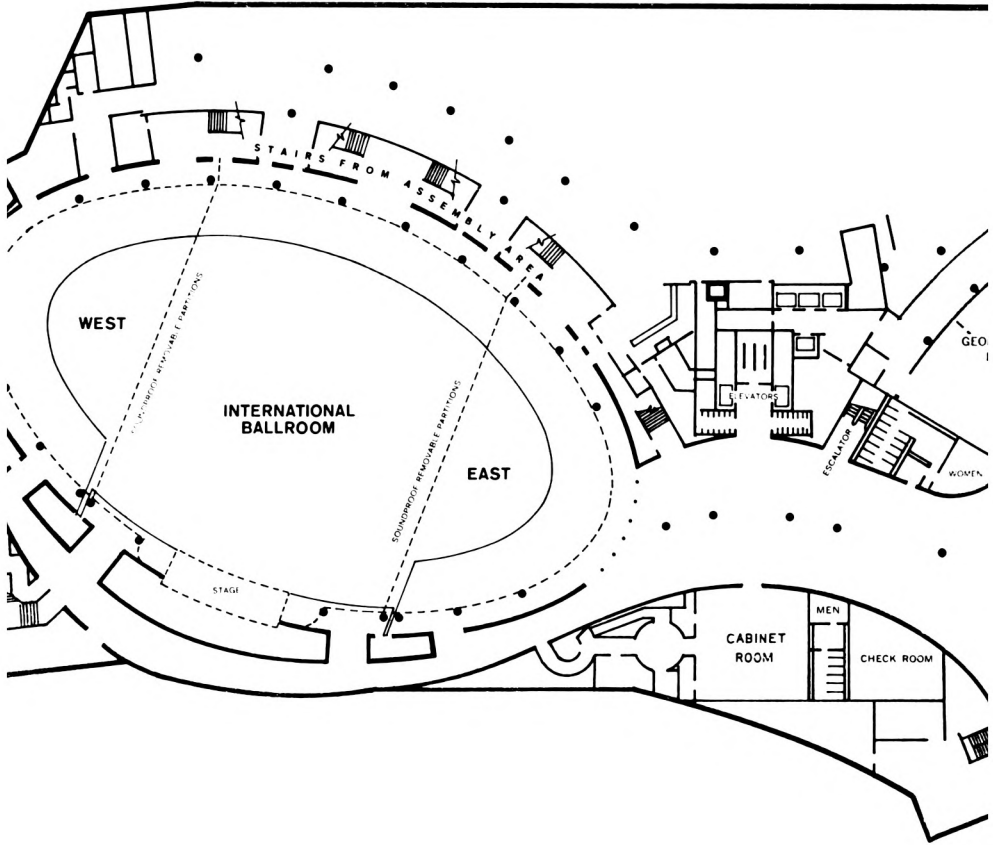 STAIRS FROM ASSEMBLY AREA
WEST
SOUNDPROOF REMOVABLE PARTITIONS
INTERNATIONAL
BALLROOM
SOUNDPROOF REMOVABLE PARTITIONS
EAST
STAGE
ELEVATORS
ESCALATOR
WOMEN
GEO
CABINET
ROOM
MEN
CHECK ROOM